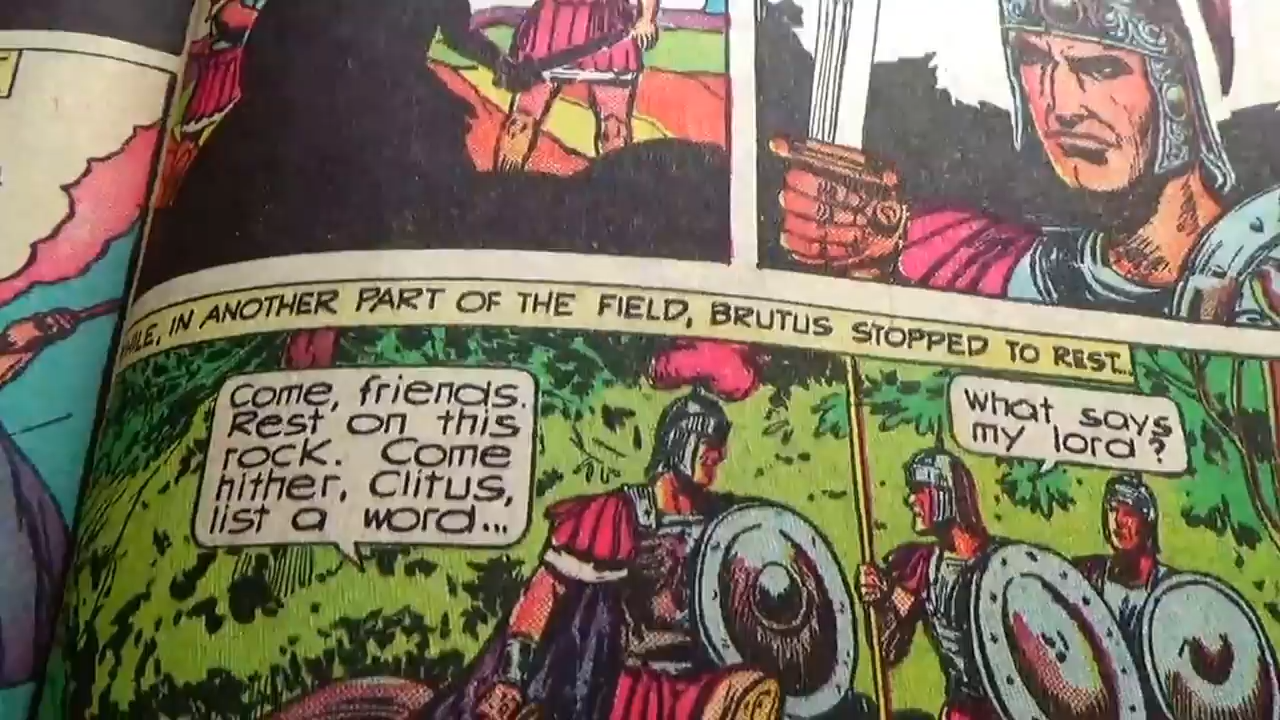 IN ANOTHER PART OF THE FIELD, BRUTUS STOPPED TO REST...
Come, friends.
Rest on this
rock. Come
hither, Clitus,
list a word...
What says
my lord?